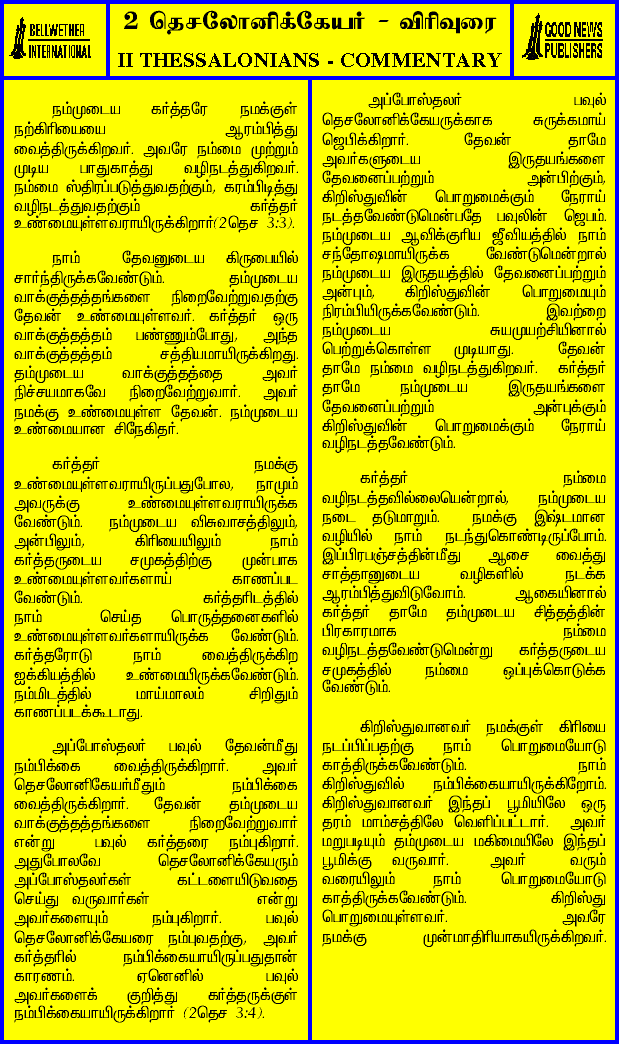 BELLWETHER
INTERNATIONAL
2 தெசலோனிக்கேயர் - விரிவுரை
II THESSALONIANS - COMMENTARY
GOOD NEWS
PUBLISHERS
நம்முடைய கர்த்தரே நமக்குள்
நற்கிரியையை ஆரம்பித்து
வைத்திருக்கிறவர். அவரே நம்மை முற்றும்
முடிய பாதுகாத்து வழிநடத்துகிறவர்.
நம்மை ஸ்திரப்படுத்துவதற்கும், கரம்பிடித்து
வழிநடத்துவதற்கும் கர்த்தர்
உண்மையுள்ளவராயிருக்கிறார்(2தெச 3:3).
நாம் தேவனுடைய கிருபையில்
சார்ந்திருக்கவேண்டும். தம்முடைய
வாக்குத்தத்தங்களை நிறைவேற்றுவதற்கு
தேவன் உண்மையுள்ளவர். கர்த்தர் ஒரு
வாக்குத்தத்தம் பண்ணும்போது, அந்த
வாக்குத்தத்தம் சத்தியமாயிருக்கிறது.
தம்முடைய வாக்குத்தத்தை அவர்
நிச்சயமாகவே நிறைவேற்றுவார். அவர்
நமக்கு உண்மையுள்ள தேவன். நம்முடைய
உண்மையான சிநேகிதர்.
கர்த்தர் நமக்கு
உண்மையுள்ளவராயிருப்பதுபோல, நாமும்
அவருக்கு உண்மையுள்ளவராயிருக்க
வேண்டும். நம்முடைய விசுவாசத்திலும்,
அன்பிலும், கிரியையிலும் நாம்
கர்த்தருடைய சமுகத்திற்கு முன்பாக
உண்மையுள்ளவர்களாய் காணப்பட
வேண்டும். கர்த்தரிடத்தில்
நாம் செய்த பொருத்தனைகளில்
உண்மையுள்ளவர்களாயிருக்க வேண்டும்.
கர்த்தரோடு நாம் வைத்திருக்கிற
ஐக்கியத்தில் உண்மையிருக்கவேண்டும்.
நம்மிடத்தில் மாய்மாலம் சிறிதும்
காணப்படக்கூடாது.
அப்போஸ்தலர் பவுல் தேவன்மீது
நம்பிக்கை வைத்திருக்கிறார். அவர்
தெசலோனிகேயர்மீதும் நம்பிக்கை
வைத்திருக்கிறார். தேவன் தம்முடைய
வாக்குத்தத்தங்களை நிறைவேற்றுவார்
என்று பவுல் கர்த்தரை நம்புகிறார்.
அதுபோலவே தெசலோனிக்கேயரும்
அப்போஸ்தலர்கள் கட்டளையிடுவதை
செய்து வருவார்கள் என்று
அவர்களையும் நம்புகிறார். பவுல்
தெசலோனிக்கேயரை நம்புவதற்கு, அவர்
கர்த்தரில் நம்பிக்கையாயிருப்பதுதான்
காரணம். ஏனெனில் பவுல்
அவர்களைக் குறித்து கர்த்தருக்குள்
நம்பிக்கையாயிருக்கிறார் (2தெச 3:4).
அப்போஸ்தலர் பவுல்
தெசலோனிக்கேயருக்காக சுருக்கமாய்
ஜெபிக்கிறார். தேவன் தாமே
அவர்களுடைய இருதயங்களை
தேவனைப்பற்றும் அன்பிற்கும்,
கிறிஸ்துவின் பொறுமைக்கும் நேராய்
நடத்தவேண்டுமென்பதே பவுலின் ஜெபம்.
நம்முடைய ஆவிக்குரிய ஜீவியத்தில் நாம்
சந்தோஷமாயிருக்க வேண்டுமென்றால்
நம்முடைய இருதயத்தில் தேவனைப்பற்றும்
அன்பும், கிறிஸ்துவின் பொறுமையும்
நிரம்பியிருக்கவேண்டும். இவற்றை
நம்முடைய சுயமுயற்சியினால்
பெற்றுக்கொள்ள முடியாது. தேவன்
தாமே நம்மை வழிநடத்துகிறவர். கர்த்தர்
தாமே நம்முடைய இருதயங்களை
தேவனைப்பற்றும் அன்புக்கும்
கிறிஸ்துவின் பொறுமைக்கும் நேராய்
வழிநடத்தவேண்டும்.
கர்த்தர் நம்மை
வழிநடத்தவில்லையென்றால், நம்முடைய
நடை தடுமாறும். நமக்கு இஷ்டமான
வழியில் நாம் நடந்துகொண்டிருப்போம்.
இப்பிரபஞ்சத்தின்மீது ஆசை வைத்து
சாத்தானுடைய வழிகளில் நடக்க
ஆரம்பித்துவிடுவோம். ஆகையினால்
கர்த்தர் தாமே தம்முடைய சித்தத்தின்
பிரகாரமாக நம்மை
வழிநடத்தவேண்டுமென்று கர்த்தருடைய
சமுகத்தில் நம்மை ஒப்புக்கொடுக்க
வேண்டும்.
கிறிஸ்துவானவர் நமக்குள் கிரியை
நடப்பிப்பதற்கு நாம் பொறுமையோடு
காத்திருக்கவேண்டும். நாம்
கிறிஸ்துவில் நம்பிக்கையாயிருக்கிறோம்.
கிறிஸ்துவானவர் இந்தப் பூமியிலே ஒரு
தரம் மாம்சத்திலே வெளிப்பட்டார். அவர்
மறுபடியும் தம்முடைய மகிமையிலே இந்தப்
பூமிக்கு வருவார். அவர் வரும்
வரையிலும் நாம் பொறுமையோடு
காத்திருக்கவேண்டும். கிறிஸ்து
பொறுமையுள்ளவர். அவரே
நமக்கு முன்மாதிரியாகயிருக்கிறவர்.